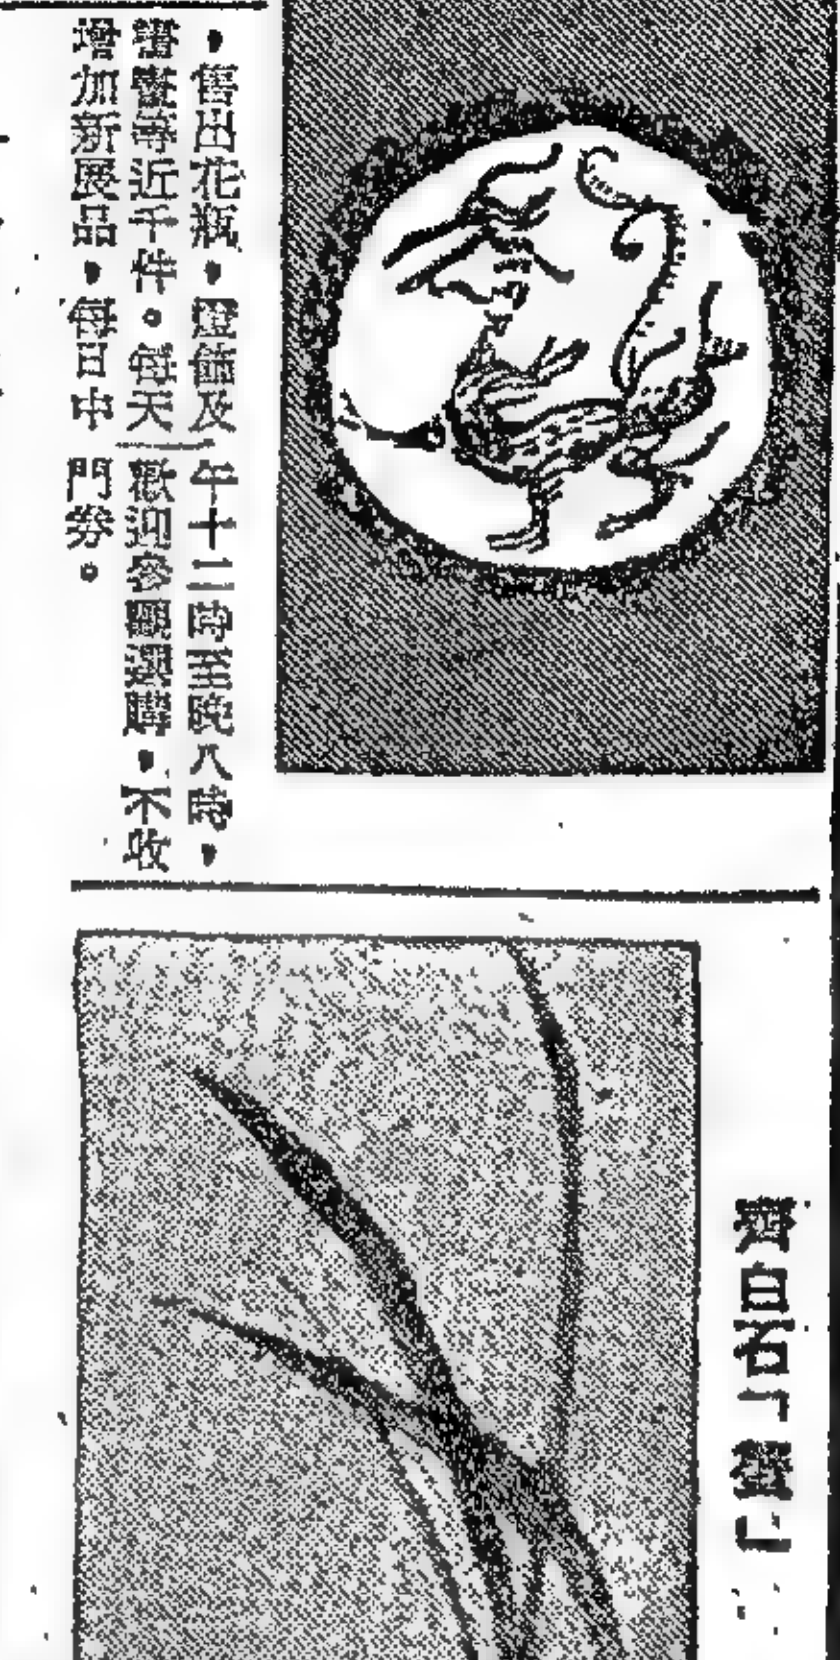 ，售出花瓶，燈飾及
等近千件。每天
增加新展品，每日中
午十二時至晚八時，
歡迎參觀選購，不收
門券。
齊白石「」